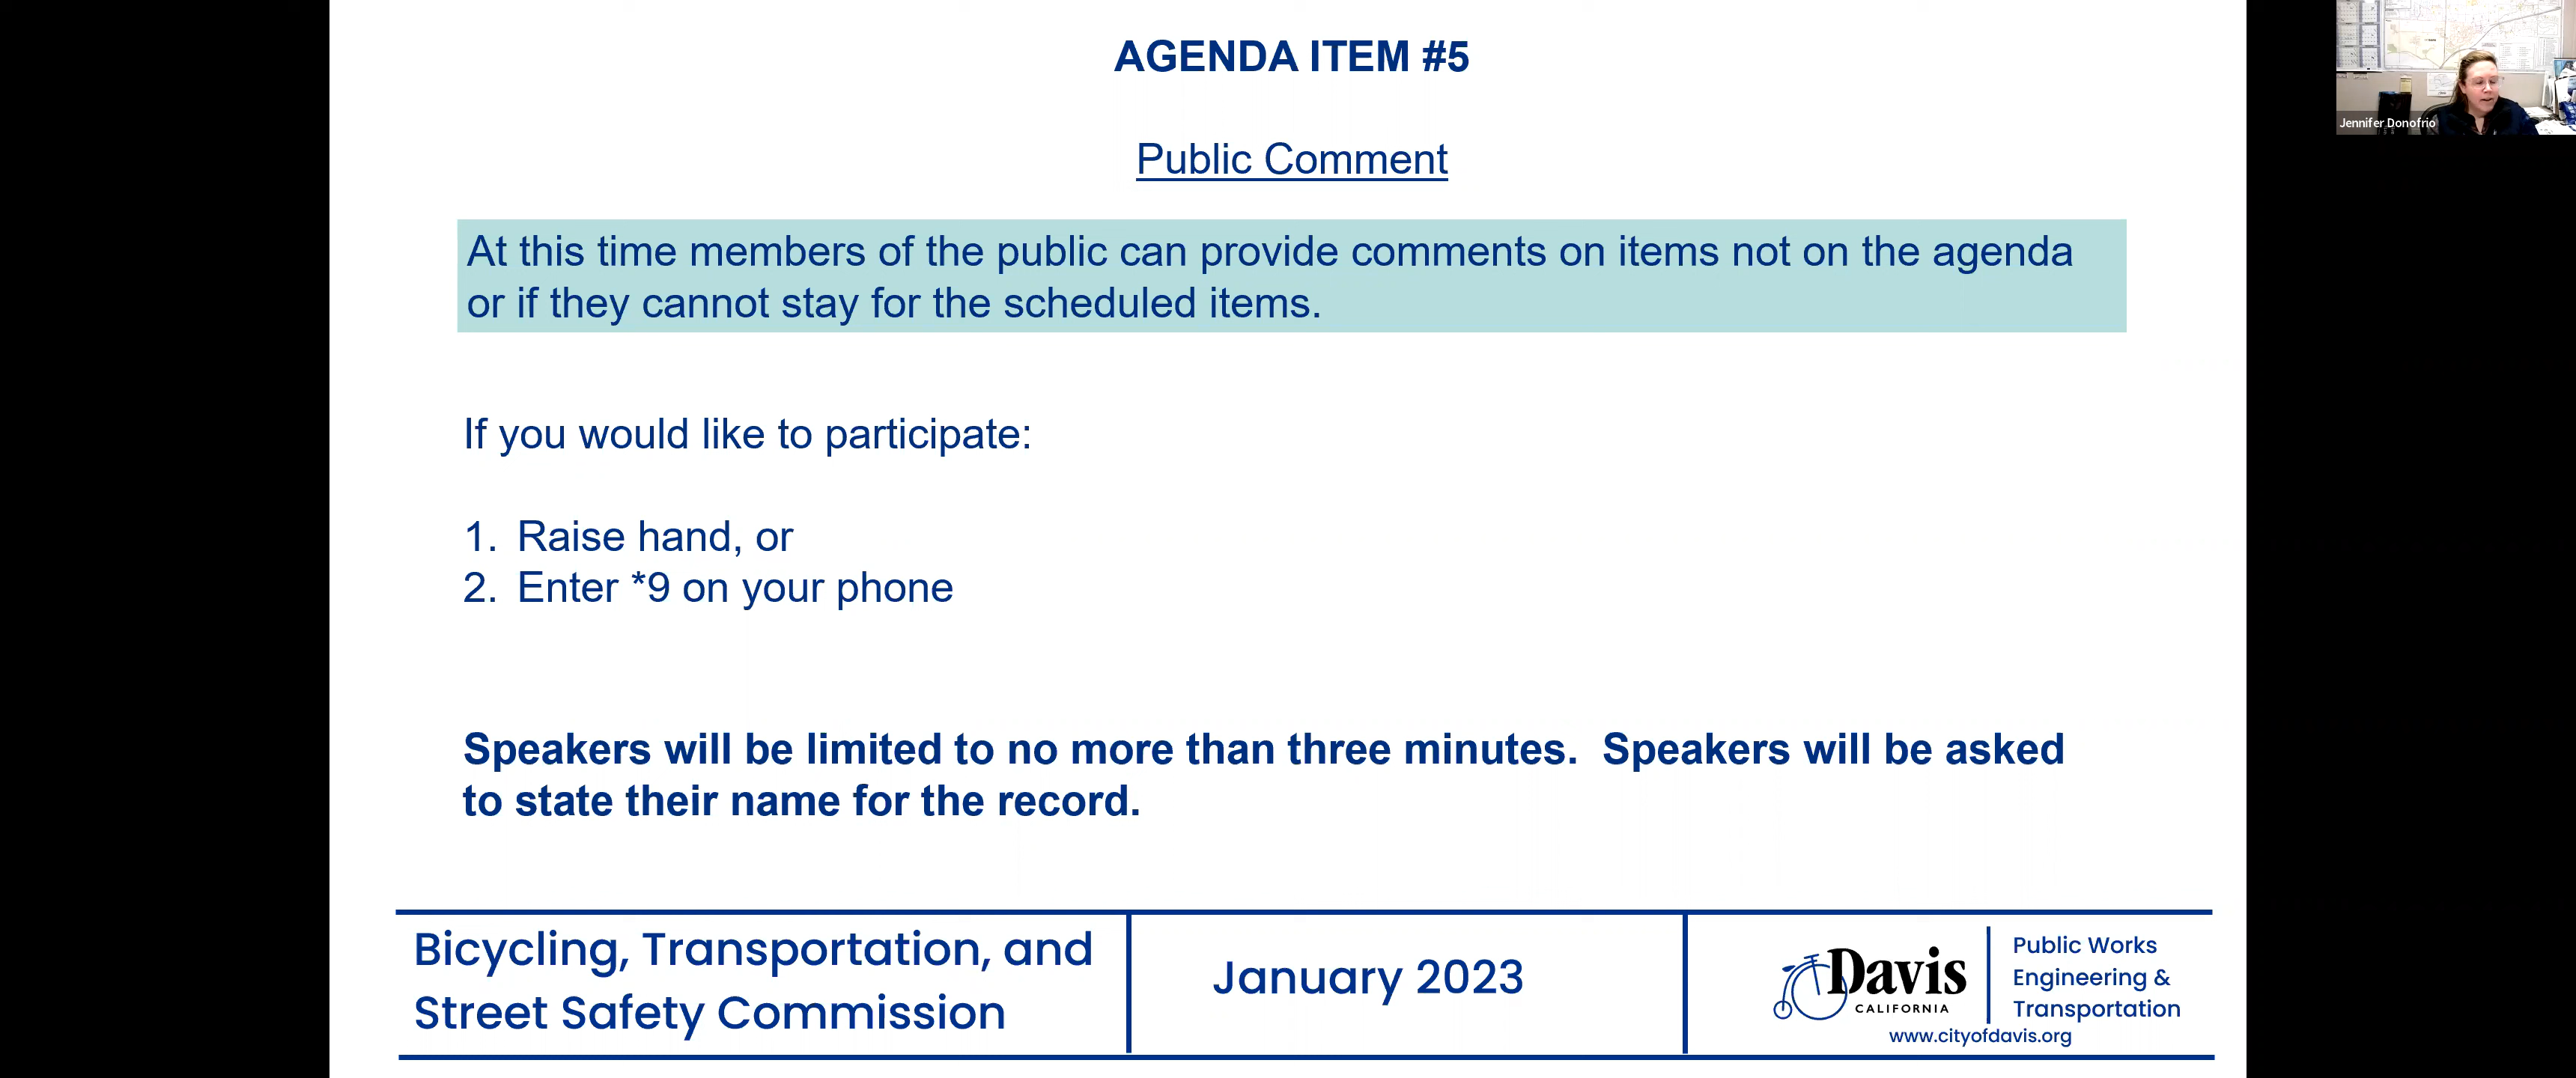 AGENDA ITEM #5
Public Comment
At this time members of the public can provide comments on items not on the agenda
or if they cannot stay for the scheduled items.
If you would like to participate:
1. Raise hand, or
2. Enter *9 on your phone
Speakers will be limited to no more than three minutes.  Speakers will be asked
to state their name for the record.
Bicycling, Transportation, and
Street Safety Commission
January 2023
Davis
CALIFORNIA
Public Works
Engineering &
Transportation
www.cityofdavis.org
Jennifer Donofrio